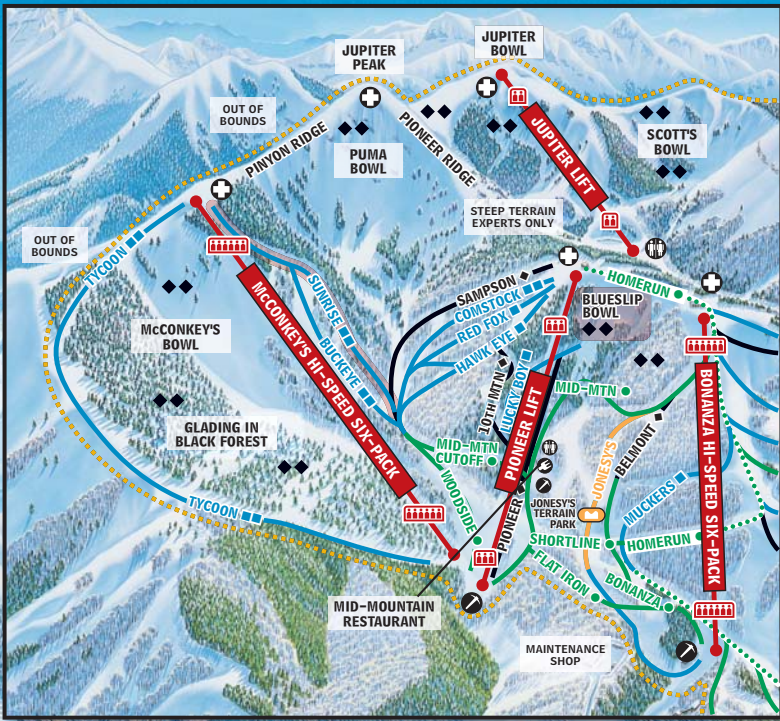 JUPITER
BOWL
JUPITER
PEAK
OUT OF
BOUNDS
PINYON RIDGE
PUMA
BOWL
PIONEER RIDGE
JUPITER LIFT
SCOTT'S
BOWL
STEEP TERRAIN
EXPERTS ONLY
OUT OF
BOUNDS
TYCOON
McCONKEY'S HI-SPEED SIX-PACK
SUNRISE
BUCKEYE
McCONKEY'S
BOWL
GLADING IN
BLACK FOREST
TYCOON
SAMPSON
COMSTOCK
RED FOX
HAWK EYE
HOMERUN
BLUESLIP
BOWL
10TH MTN
LUCKY BOY
PIONEER LIFT
MID-MTN
MID-MTN
CUTOFF
WOODSIDE
PIONEER
JONESY'S
BELMONT
BONANZA HI-SPEED SIX-PACK
MUCKERS
JONESY'S
TERRAIN
PARK
SHORTLINE
HOMERUN
FLAT IRON
BONANZA
MID-MOUNTAIN
RESTAURANT
MAINTENANCE
SHOP